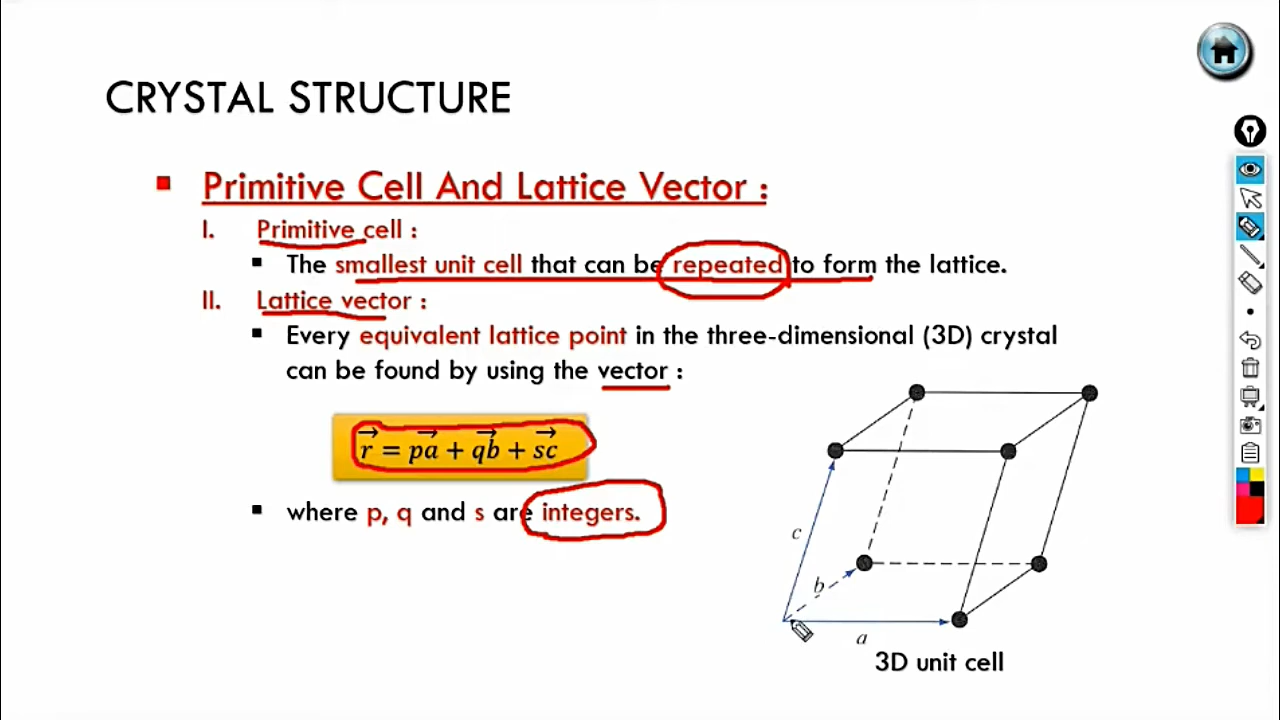 CRYSTAL STRUCTURE
Primitive Cell And Lattice Vector :
I. Primitive cell :
The smallest unit cell that can be repeated to form the lattice.
II. Lattice vector :
Every equivalent lattice point in the three-dimensional (3D) crystal
can be found by using the vector :
r⃗ = pa⃗ + qb⃗ + sc⃗
where p, q and s are integers.
c
b
a
3D unit cell